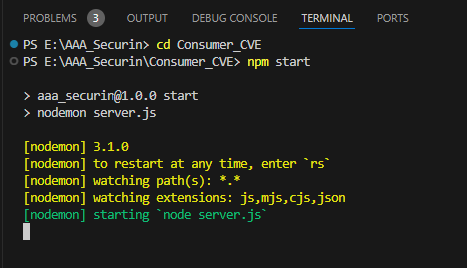 PROBLEMS 3 OUTPUT DEBUG CONSOLE TERMINAL PORTS
PS E:\AAA_Securin> cd Consumer_CVE
PS E:\AAA_Securin\Consumer_CVE> npm start
> aaa_securin@1.0.0 start
> nodemon server.js
[nodemon] 3.1.0
[nodemon] to restart at any time, enter `rs`
[nodemon] watching path(s): *.*
[nodemon] watching extensions: js,mjs,cjs,json
[nodemon] starting `node server.js`